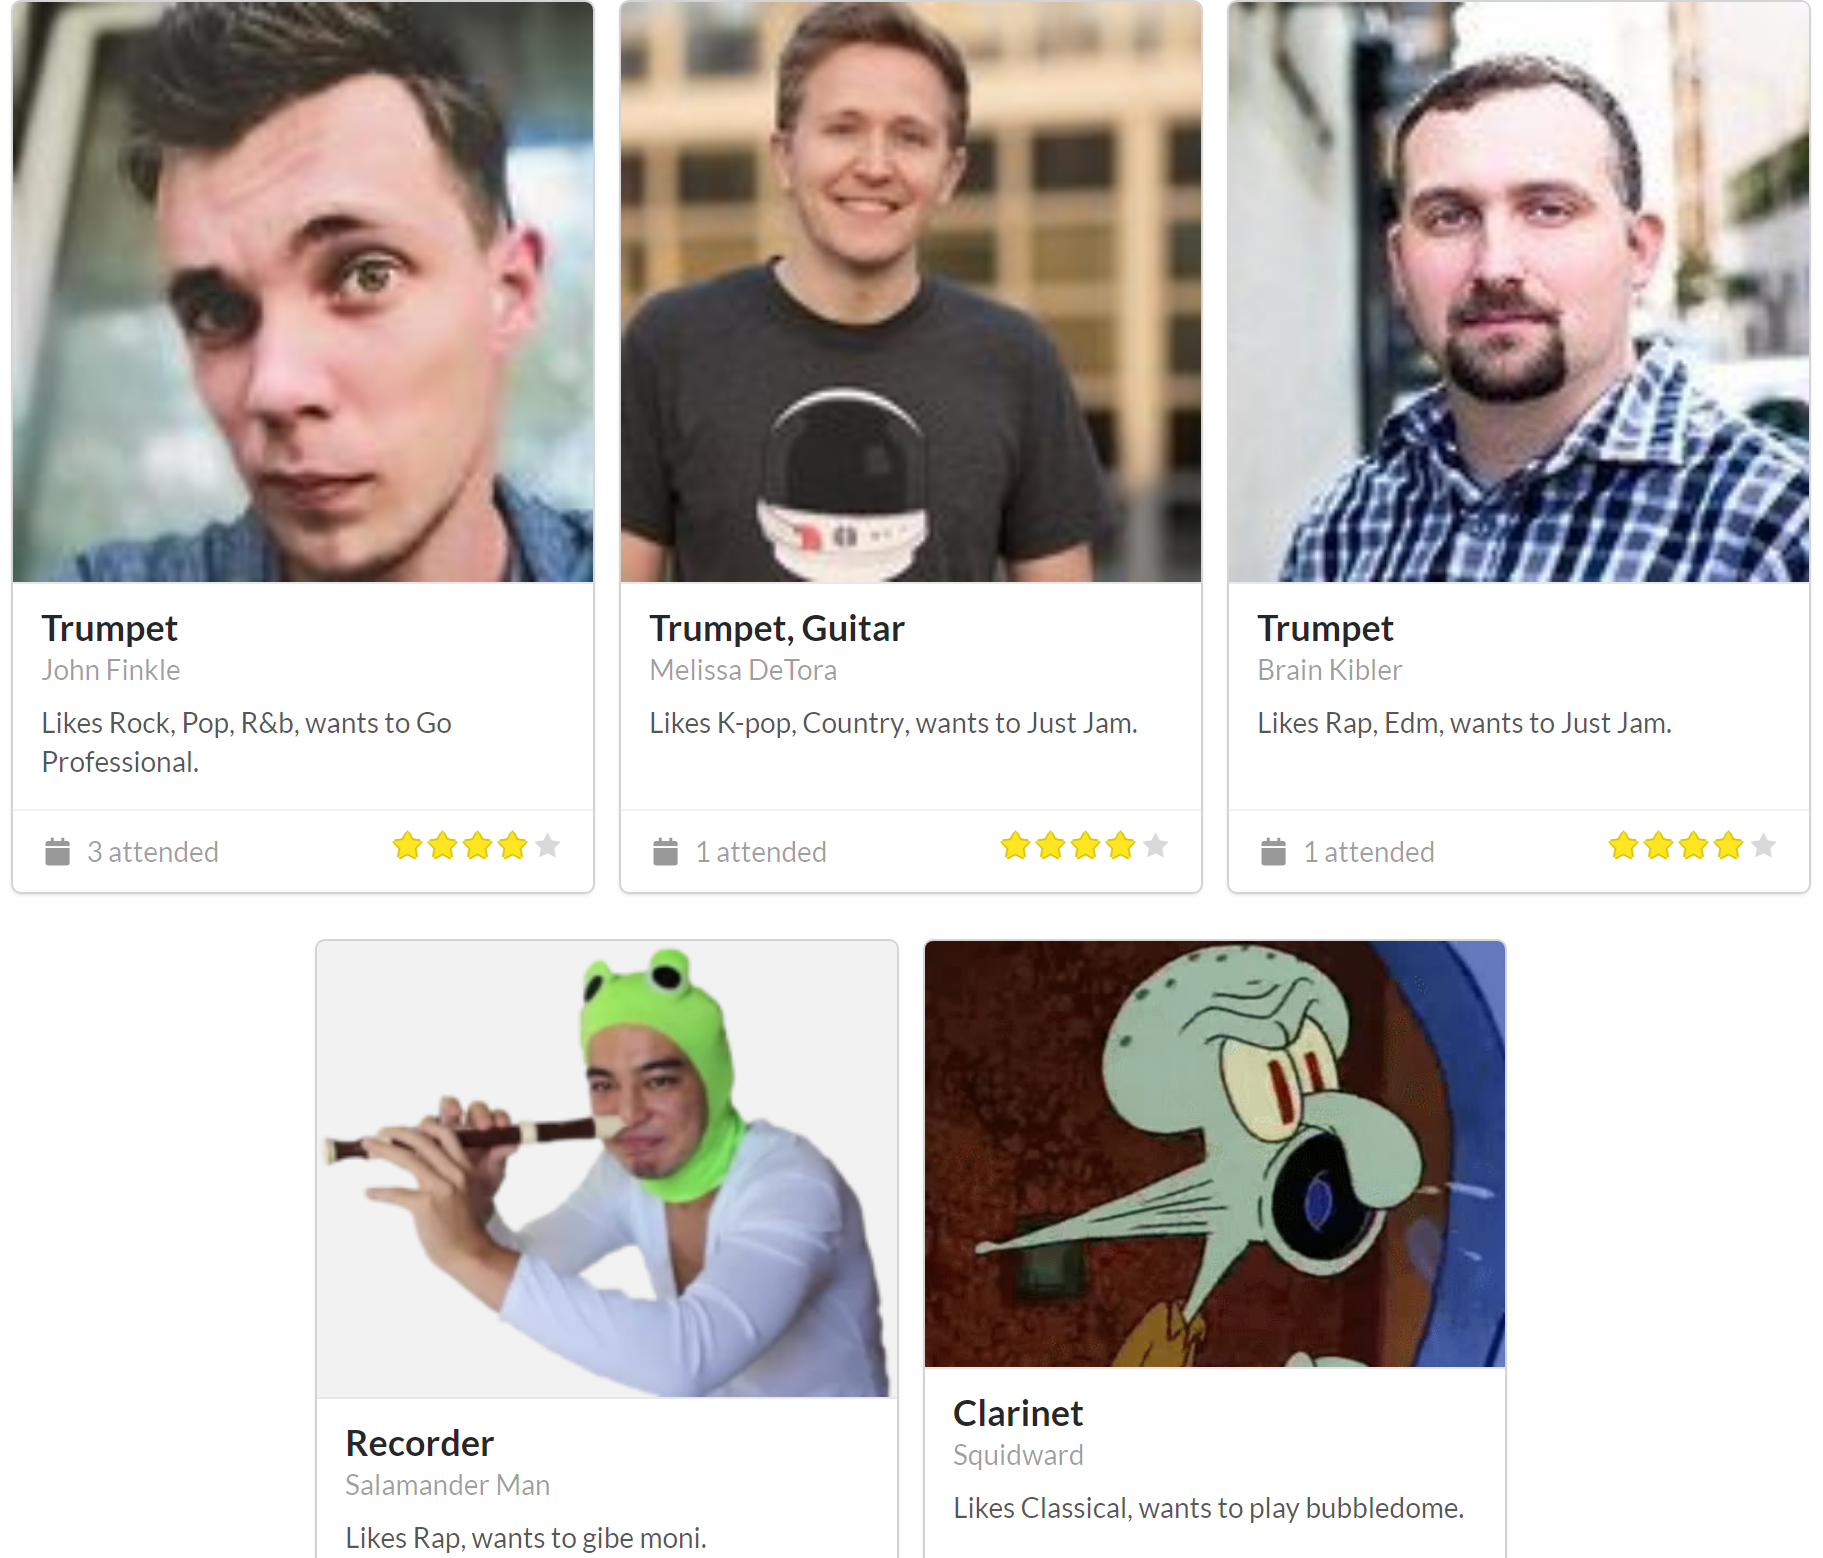 Trumpet
John Finkle
Likes Rock, Pop, R&b, wants to Go
Professional.
3 attended
Trumpet, Guitar
Melissa DeTora
Likes K-pop, Country, wants to Just Jam.
1 attended
Trumpet
Brain Kibler
Likes Rap, Edm, wants to Just Jam.
1 attended
Recorder
Salamander Man
Likes Rap, wants to gibe moni.
Clarinet
Squidward
Likes Classical, wants to play bubbledome.